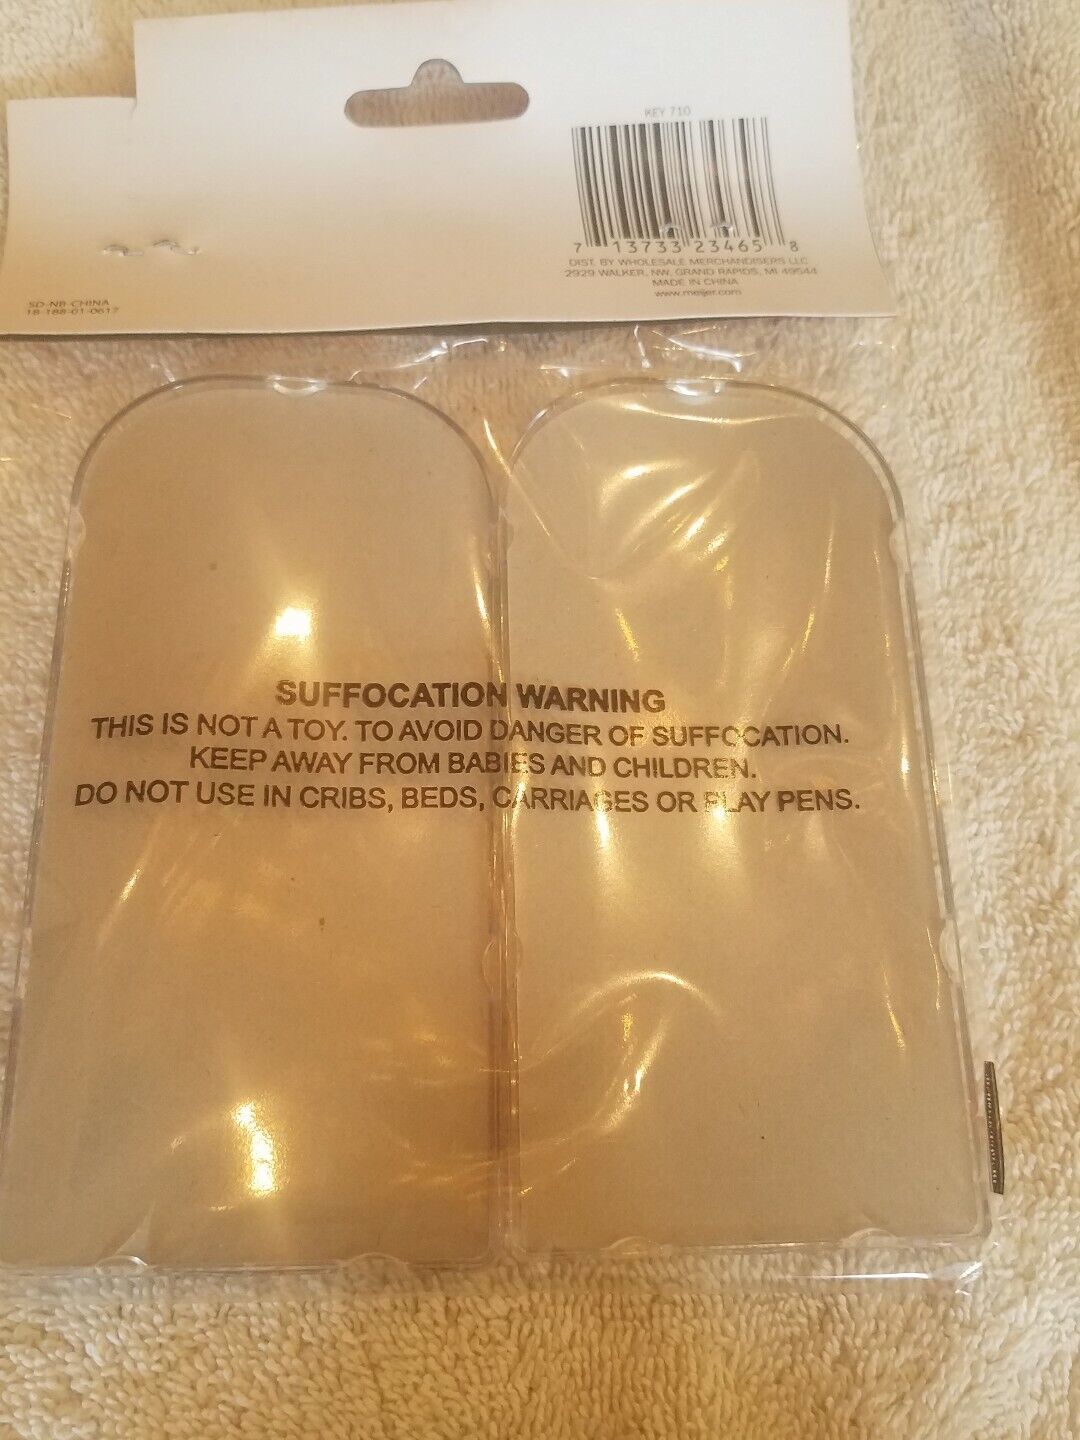 KEY 710
7 13733 23465 8
DIST. BY WHOLESALE MERCHANDISERS LLC
2929 WALKER, NW, GRAND RAPIDS, MI 49544
MADE IN CHINA
www.meijer.com
SD-NB-CHINA
18-188-01-0617
SUFFOCATION WARNING
THIS IS NOT A TOY. TO AVOID DANGER OF SUFFOCATION.
KEEP AWAY FROM BABIES AND CHILDREN.
DO NOT USE IN CRIBS, BEDS, CARRIAGES OR PLAY PENS.